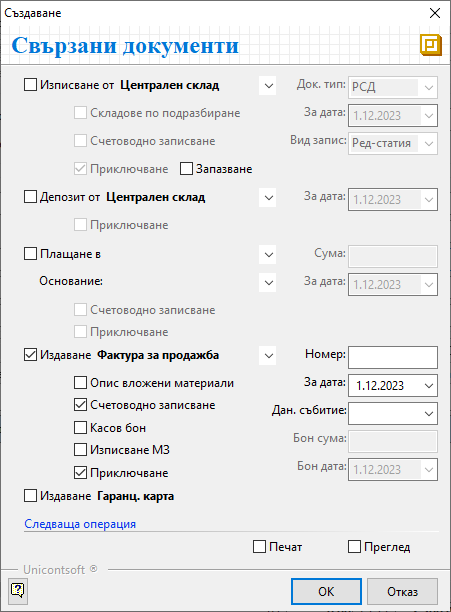 Създаване
Свързани документи
Изписване от Централен склад Док. тип: РСД
Складове по подразбиране За дата: 1.12.2023
Счетоводно записване Вид запис: Ред-статия
Приключване Запазване
Депозит от Централен склад За дата: 1.12.2023
Приключване
Плащане в Сума:
Основание: За дата: 1.12.2023
Счетоводно записване
Приключване
Издаване Фактура за продажба Номер:
Опис вложени материали За дата: 1.12.2023
Счетоводно записване Дан. събитие:
Касов бон Бон сума:
Изписване МЗ Бон дата: 1.12.2023
Приключване
Издаване Гаранц. карта
Следваща операция
Печат Преглед
Unicontsoft ®
ОК Отказ